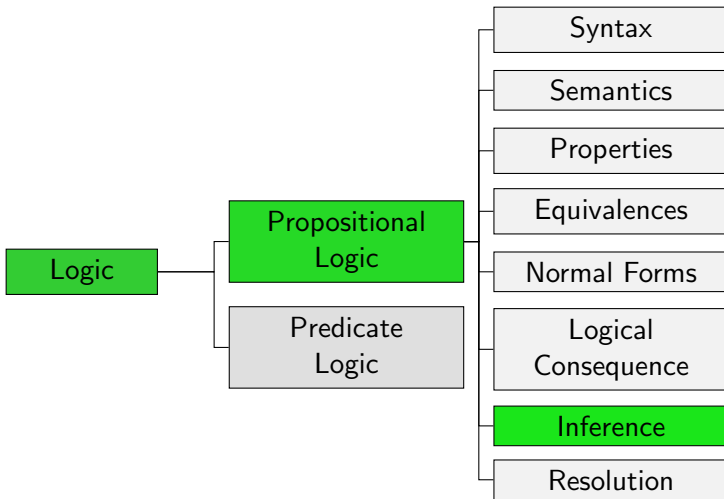 Logic
Propositional
Logic
Predicate
Logic
Syntax
Semantics
Properties
Equivalences
Normal Forms
Logical
Consequence
Inference
Resolution